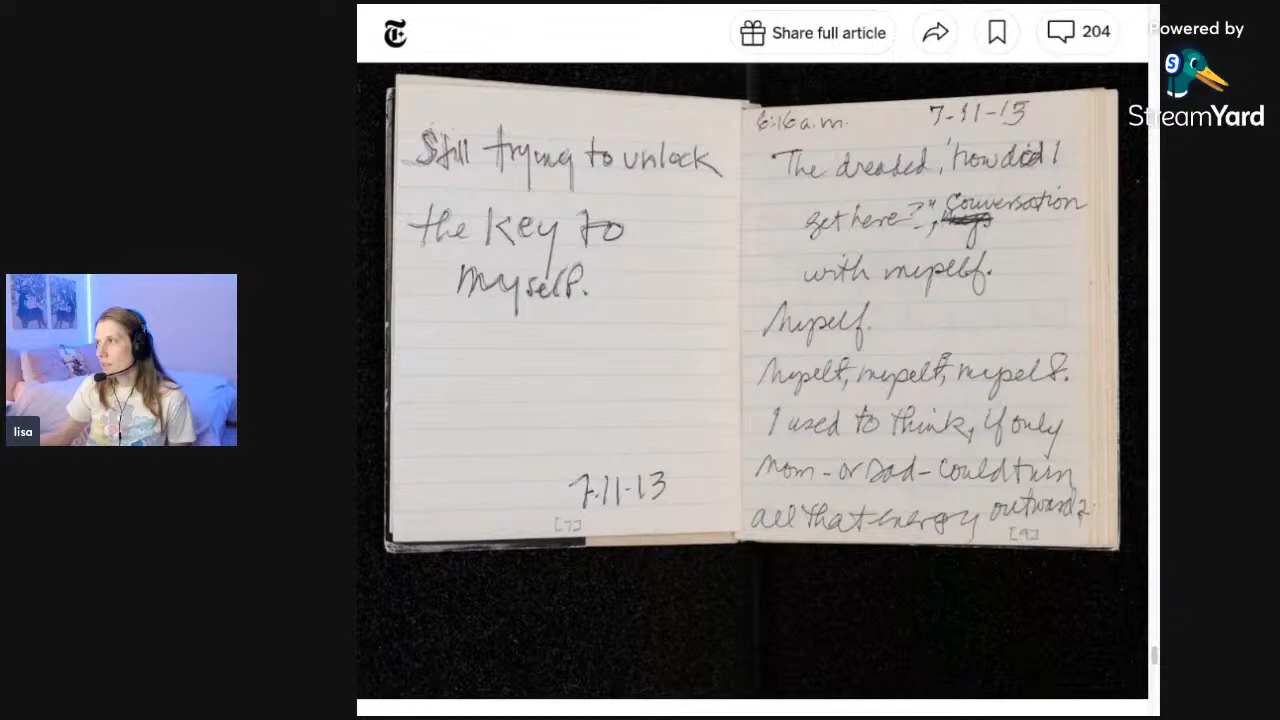 Share full article
204
Powered by
StreamYard
lisa
Still trying to unlock
the key to
myself.
7.11-13
[7]
6:16 a.m. 7-11-13
The dreaded, 'how did I
get here?", Conversation
with myself.
Myself.
Myself, myself, myself.
I used to think, if only
Mom - or Dad - could turn
all that energy outward,
[9]